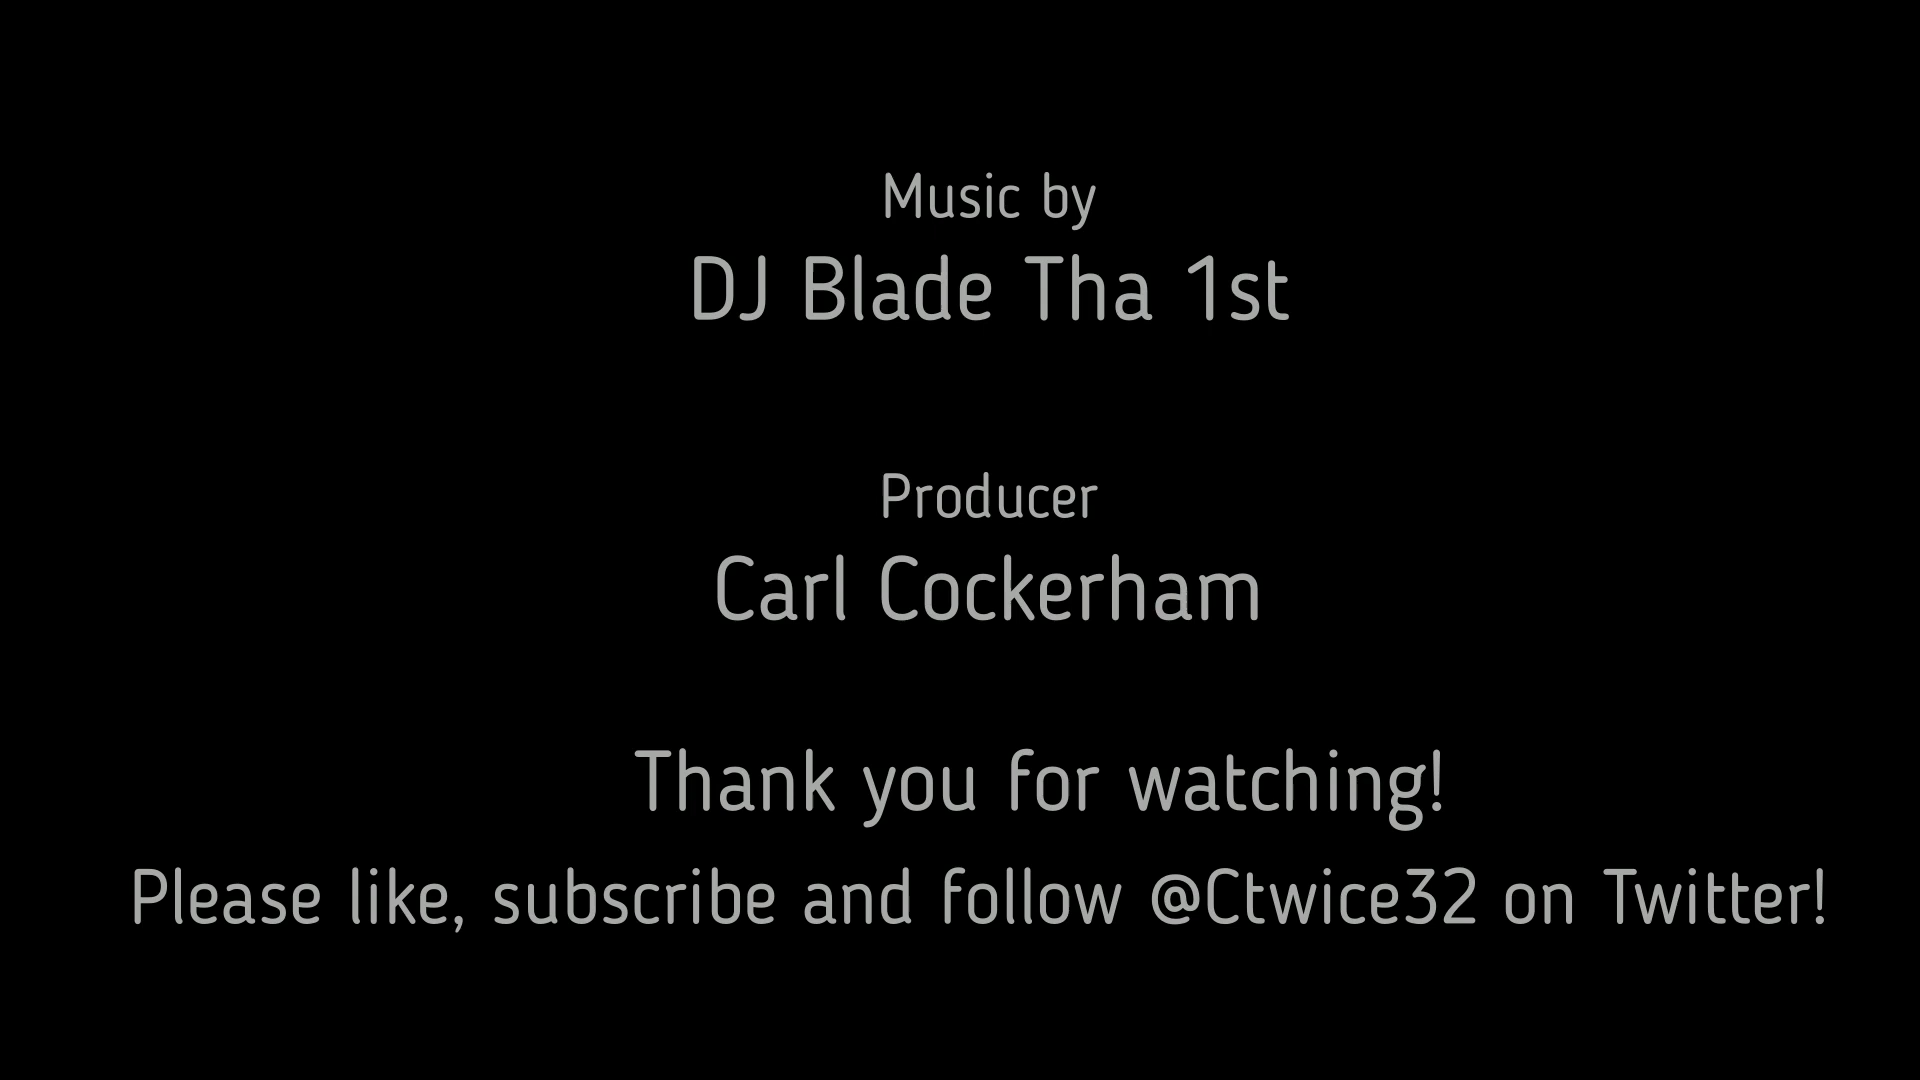 Music by
DJ Blade Tha 1st
Producer
Carl Cockerham
Thank you for watching!
Please like, subscribe and follow @Ctwice32 on Twitter!